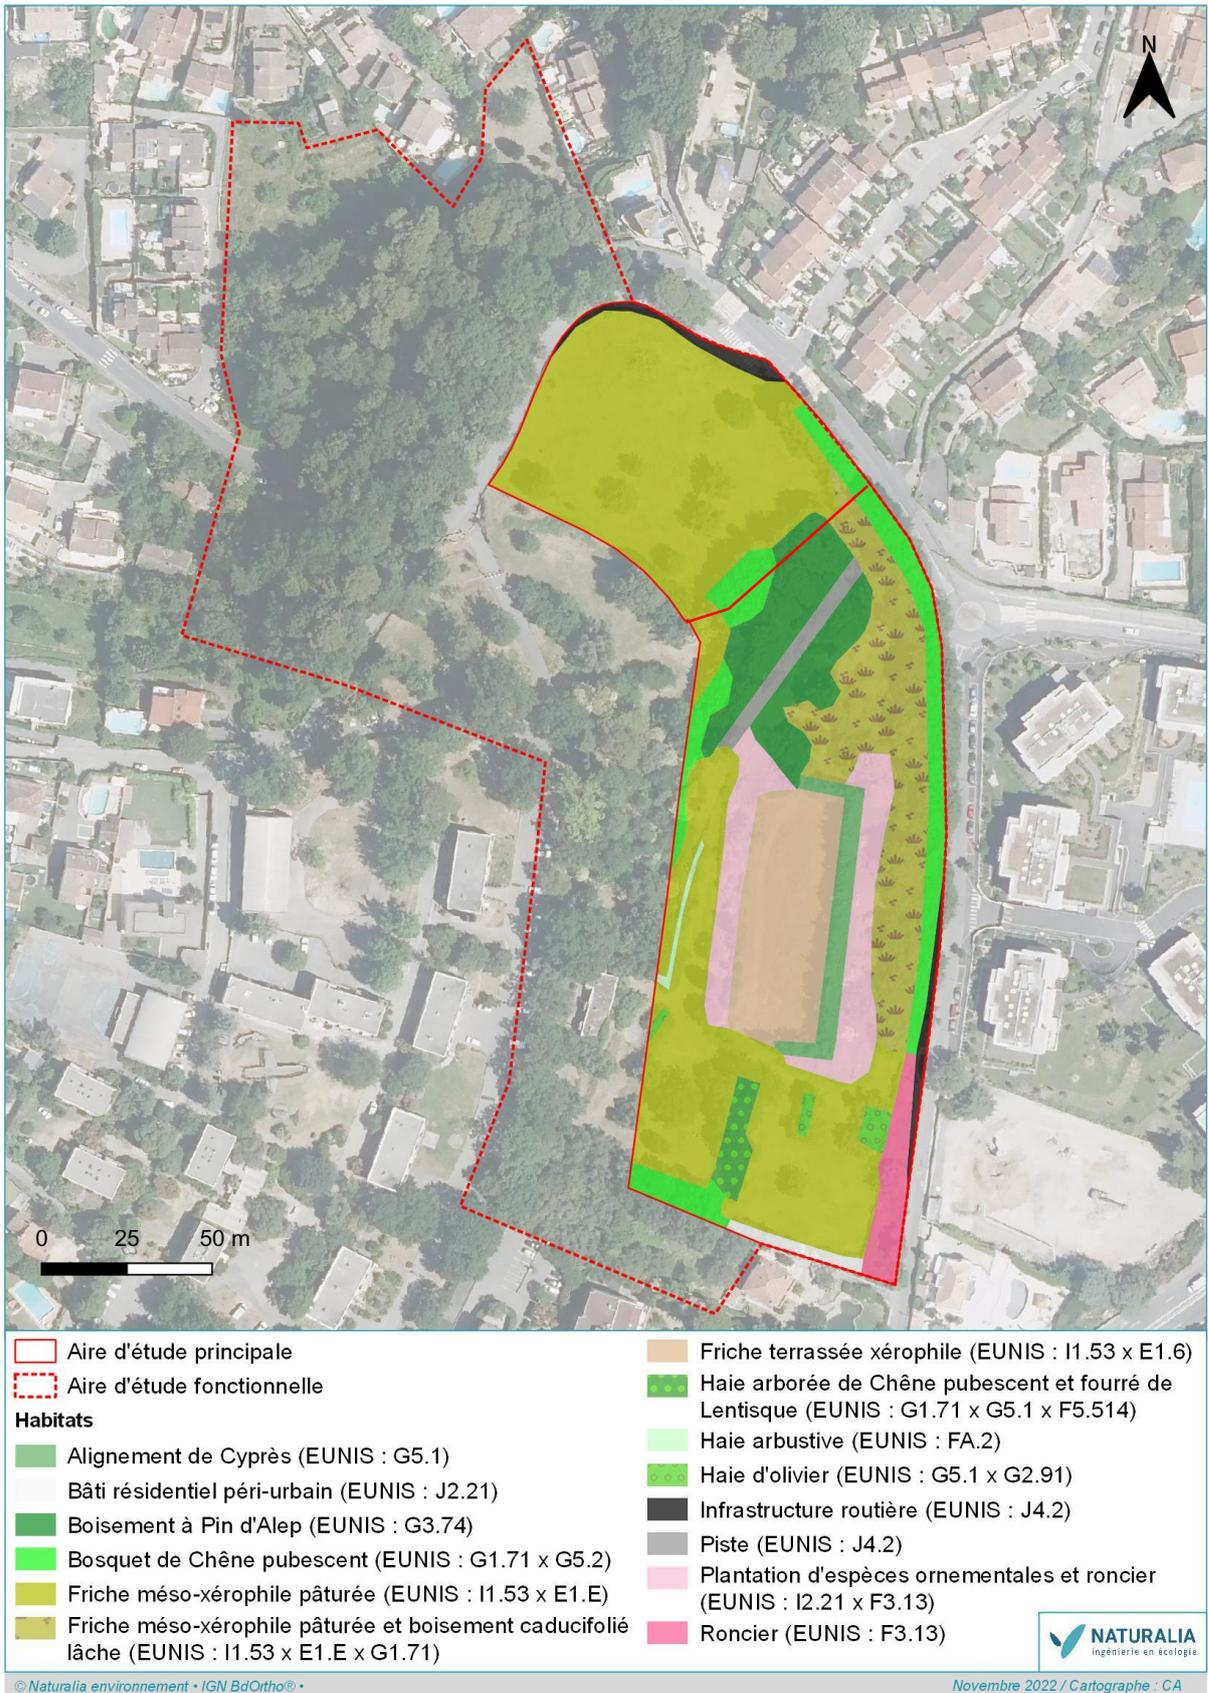 N
0 25 50 m
Aire d'étude principale
Aire d'étude fonctionnelle
Habitats
Alignement de Cyprès (EUNIS : G5.1)
Bâti résidentiel péri-urbain (EUNIS : J2.21)
Boisement à Pin d'Alep (EUNIS : G3.74)
Bosquet de Chêne pubescent (EUNIS : G1.71 x G5.2)
Friche méso-xérophile pâturée (EUNIS : I1.53 x E1.E)
Friche méso-xérophile pâturée et boisement caducifolié
lâche (EUNIS : I1.53 x E1.E x G1.71)
Friche terrassée xérophile (EUNIS : I1.53 x E1.6)
Haie arborée de Chêne pubescent et fourré de
Lentisque (EUNIS : G1.71 x G5.1 x F5.514)
Haie arbustive (EUNIS : FA.2)
Haie d'olivier (EUNIS : G5.1 x G2.91)
Infrastructure routière (EUNIS : J4.2)
Piste (EUNIS : J4.2)
Plantation d'espèces ornementales et roncier
(EUNIS : I2.21 x F3.13)
Roncier (EUNIS : F3.13)
NATURALIA
ingénierie en écologie
© Naturalia environnement • IGN BdOrtho® •
Novembre 2022 / Cartographe : CA